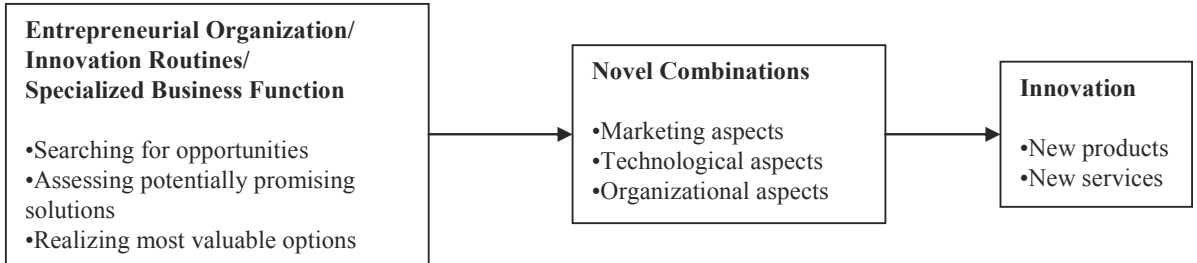 Entrepreneurial Organization/
Innovation Routines/
Specialized Business Function
•Searching for opportunities
•Assessing potentially promising
solutions
•Realizing most valuable options
Novel Combinations
•Marketing aspects
•Technological aspects
•Organizational aspects
Innovation
•New products
•New services